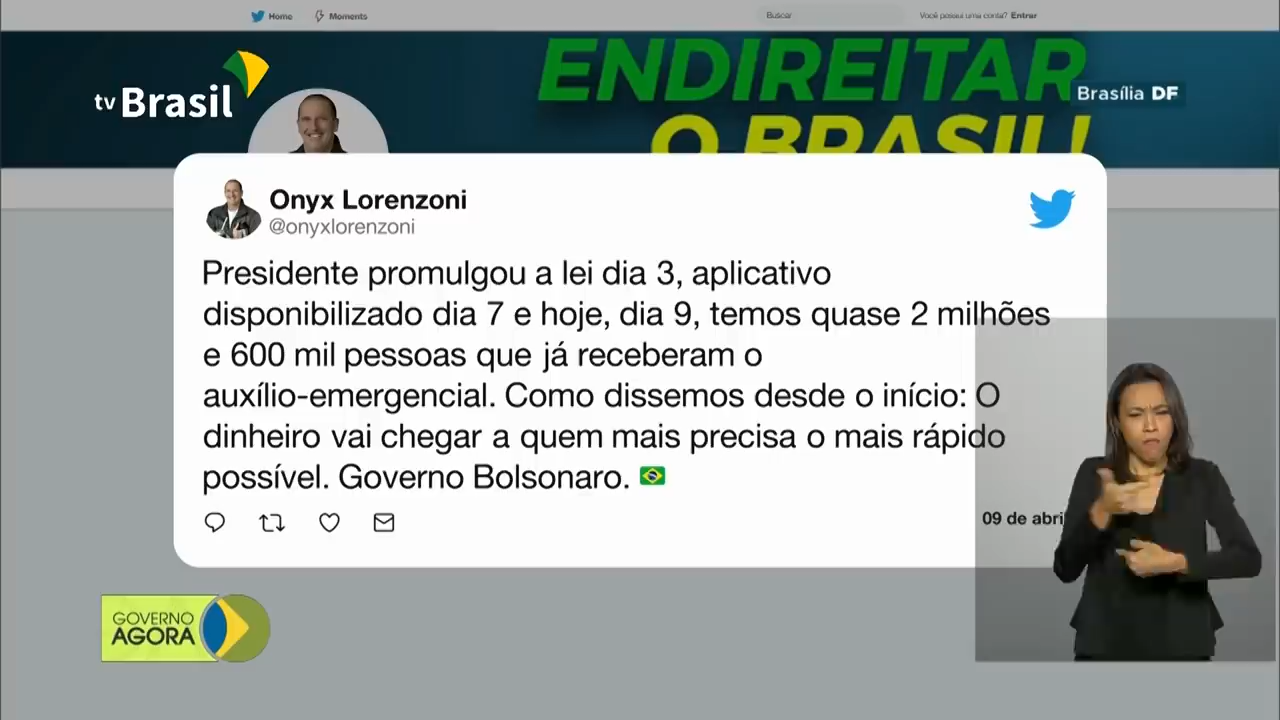 Home
Moments
Buscar
Você possui uma conta? Entrar
ENDIREITAR
O BRASIL!
tv Brasil
Brasília DF
Onyx Lorenzoni
@onyxlorenzoni
Presidente promulgou a lei dia 3, aplicativo
disponibilizado dia 7 e hoje, dia 9, temos quase 2 milhões
e 600 mil pessoas que já receberam o
auxílio-emergencial. Como dissemos desde o início: O
dinheiro vai chegar a quem mais precisa o mais rápido
possível. Governo Bolsonaro.
09 de abri
GOVERNO
AGORA